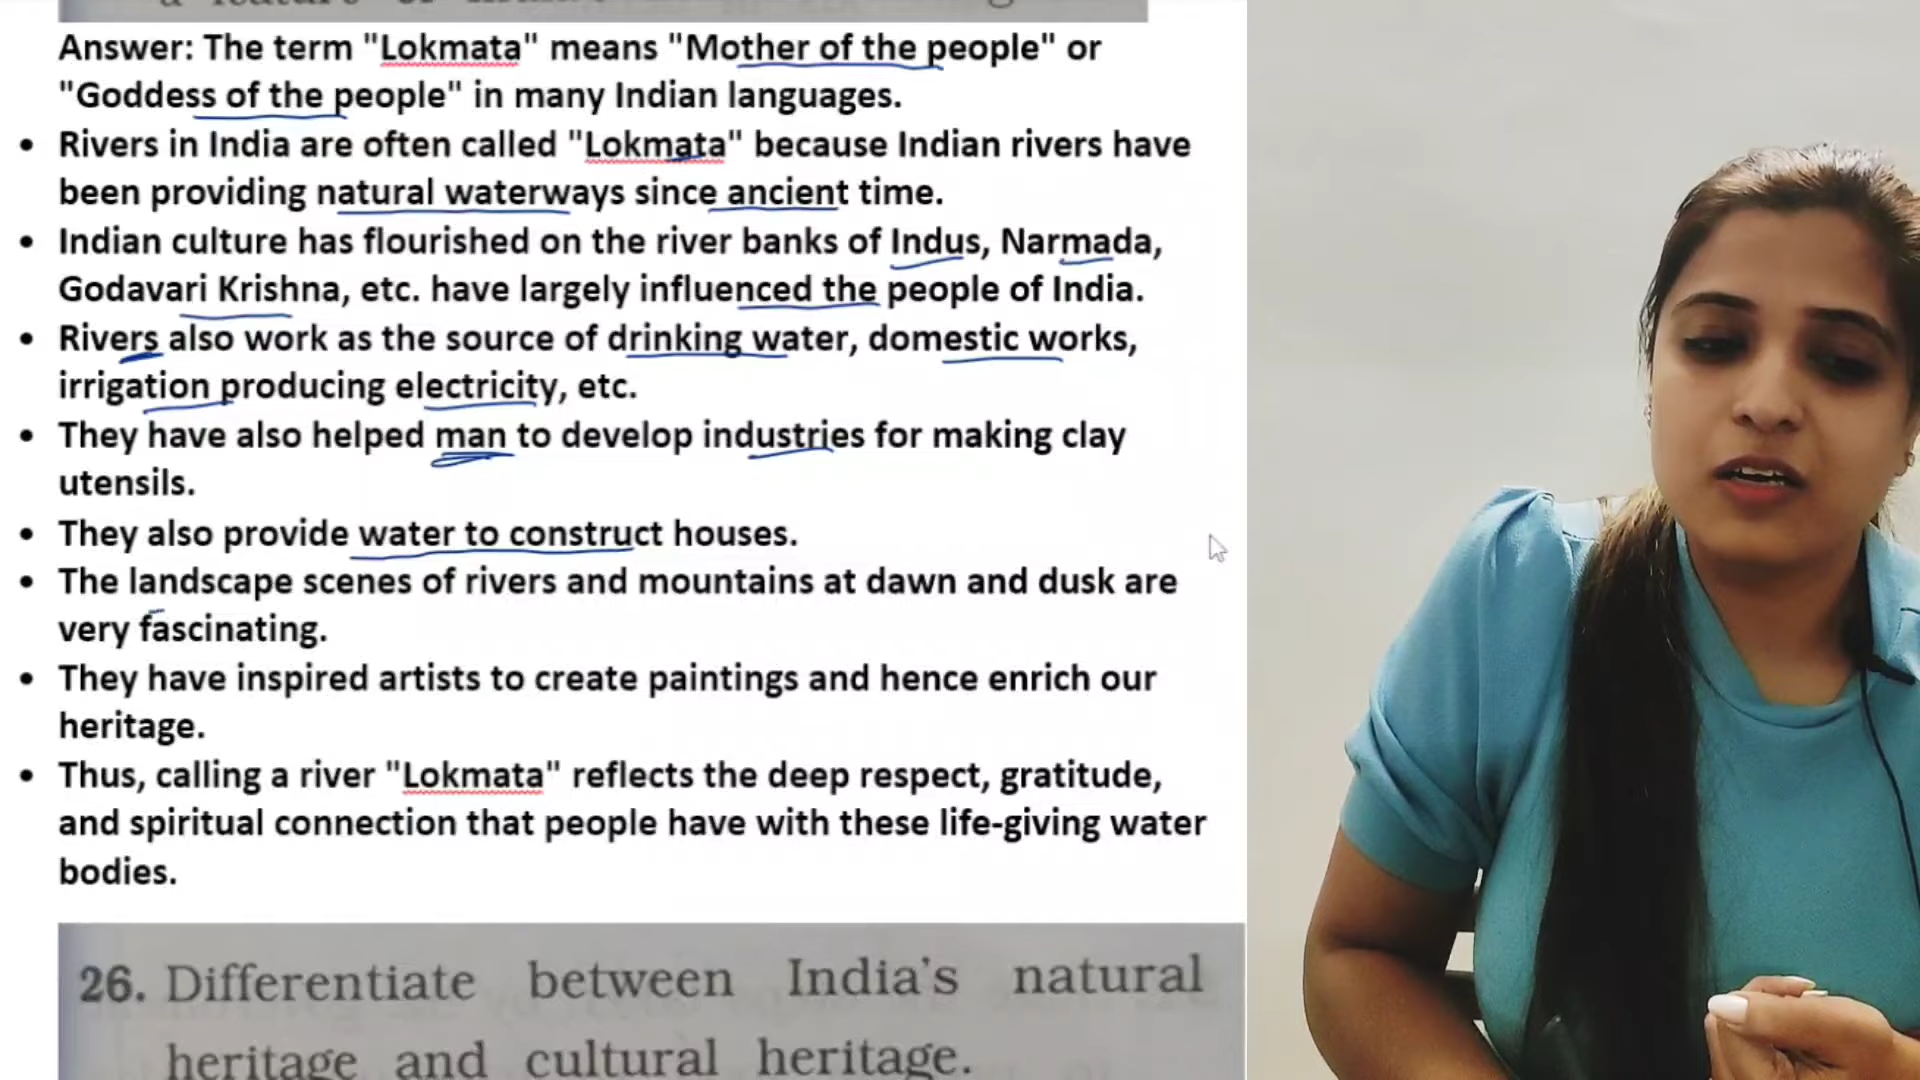 Answer: The term "Lokmata" means "Mother of the people" or
"Goddess of the people" in many Indian languages.
• Rivers in India are often called "Lokmata" because Indian rivers have
been providing natural waterways since ancient time.
• Indian culture has flourished on the river banks of Indus, Narmada,
Godavari Krishna, etc. have largely influenced the people of India.
• Rivers also work as the source of drinking water, domestic works,
irrigation producing electricity, etc.
• They have also helped man to develop industries for making clay
utensils.
• They also provide water to construct houses.
• The landscape scenes of rivers and mountains at dawn and dusk are
very fascinating.
• They have inspired artists to create paintings and hence enrich our
heritage.
• Thus, calling a river "Lokmata" reflects the deep respect, gratitude,
and spiritual connection that people have with these life-giving water
bodies.
26. Differentiate between India's natural
heritage and cultural heritage.